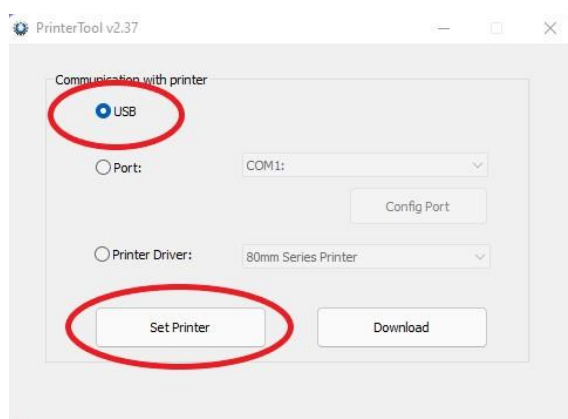 PrinterTool v2.37
Communication with printer
USB
Port:
COM1:
Config Port
Printer Driver:
80mm Series Printer
Set Printer
Download